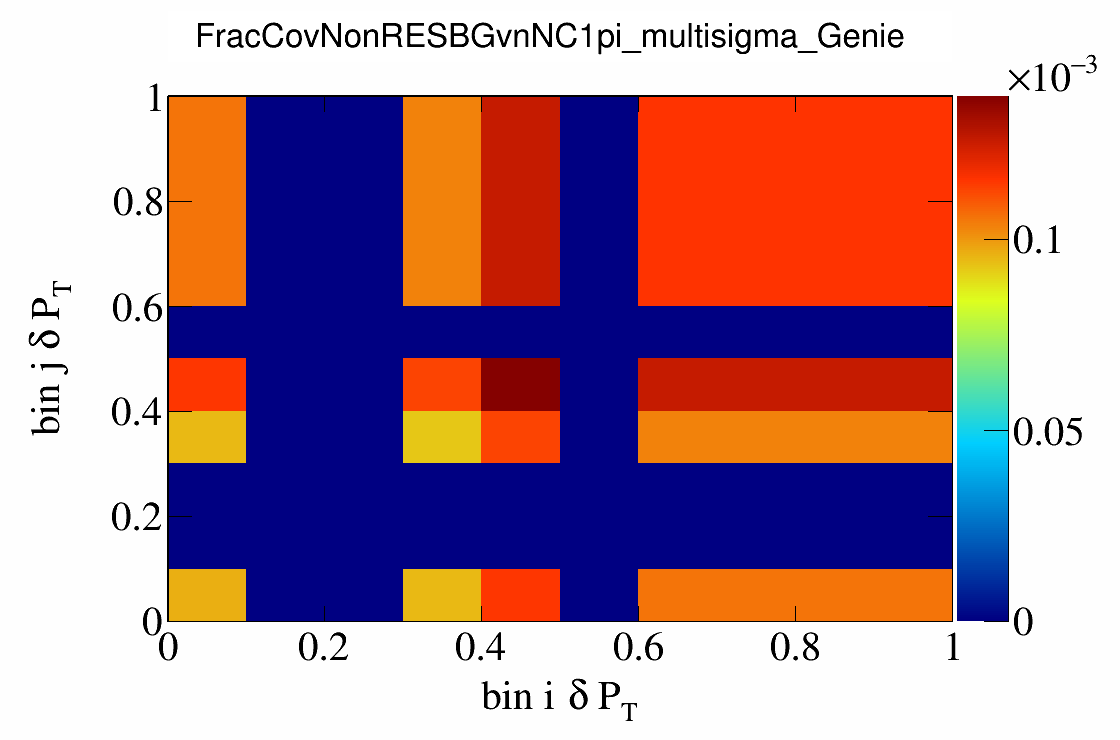 FracCovNonRESBGvnNC1pi_multisigma_Genie
×10⁻³
1
0.8
0.6
0.4
0.2
0
bin j δ P_T
0 0.2 0.4 0.6 0.8 1
bin i δ P_T
0.1
0.05
0